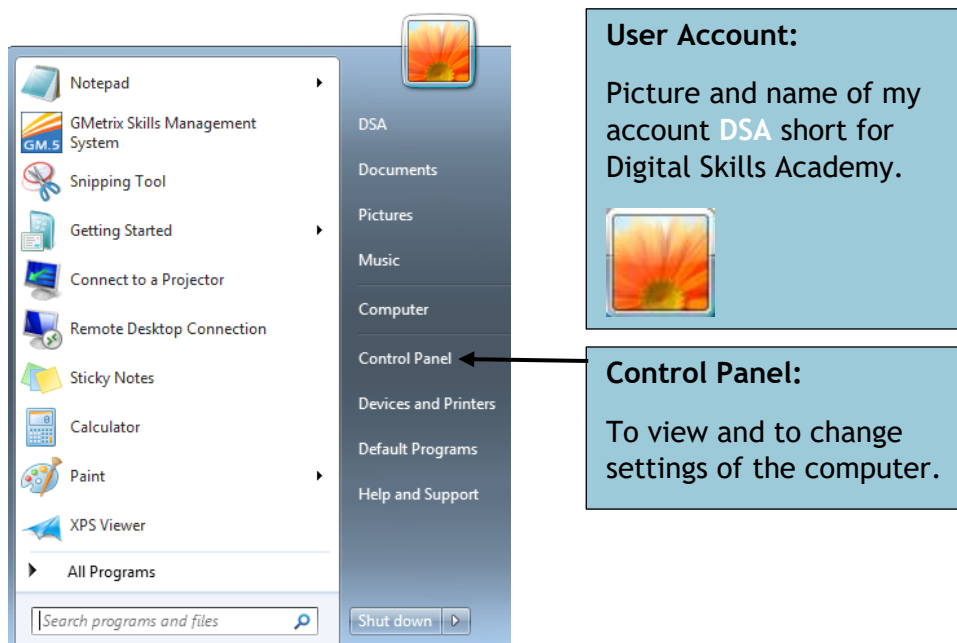 Notepad
GMetrix Skills Management
System
GM.5
Snipping Tool
Getting Started
Connect to a Projector
Remote Desktop Connection
Sticky Notes
Calculator
Paint
XPS Viewer
All Programs
Search programs and files
DSA
Documents
Pictures
Music
Computer
Control Panel
Devices and Printers
Default Programs
Help and Support
Shut down
User Account:
Picture and name of my
account DSA short for
Digital Skills Academy.
Control Panel:
To view and to change
settings of the computer.